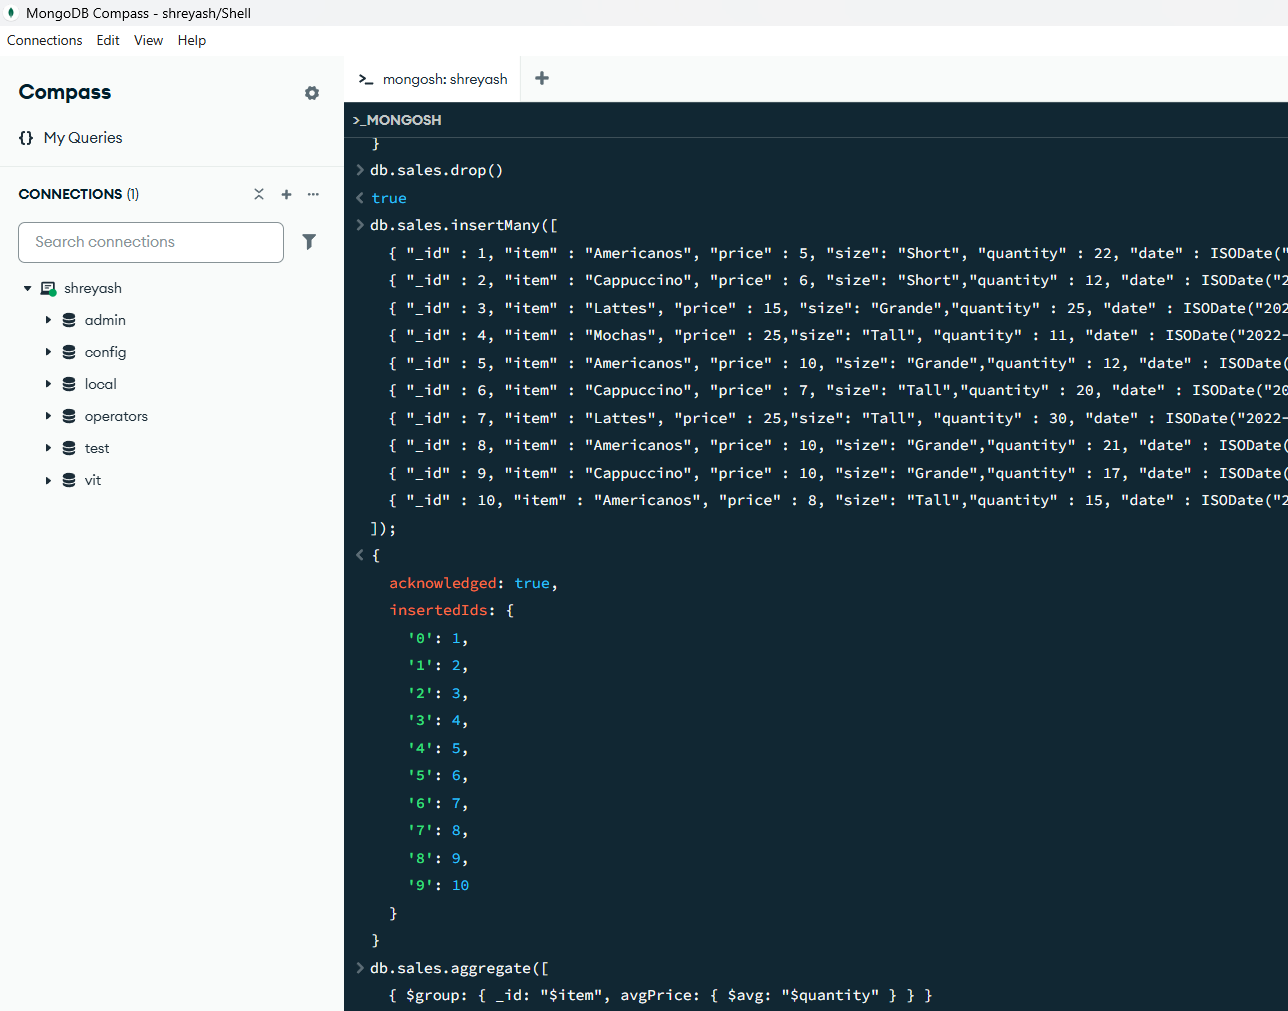 MongoDB Compass - shreyash/Shell
Connections Edit View Help
Compass
{} My Queries
CONNECTIONS (1)
Search connections
shreyash
admin
config
local
operators
test
vit
>_ mongosh: shreyash +
>_MONGOSH
}
> db.sales.drop()
< true
> db.sales.insertMany([
{ "_id" : 1, "item" : "Americanos", "price" : 5, "size": "Short", "quantity" : 22, "date" : ISODate("
{ "_id" : 2, "item" : "Cappuccino", "price" : 6, "size": "Short","quantity" : 12, "date" : ISODate("2
{ "_id" : 3, "item" : "Lattes", "price" : 15, "size": "Grande","quantity" : 25, "date" : ISODate("202
{ "_id" : 4, "item" : "Mochas", "price" : 25,"size": "Tall", "quantity" : 11, "date" : ISODate("2022-
{ "_id" : 5, "item" : "Americanos", "price" : 10, "size": "Grande","quantity" : 12, "date" : ISODate(
{ "_id" : 6, "item" : "Cappuccino", "price" : 7, "size": "Tall","quantity" : 20, "date" : ISODate("20
{ "_id" : 7, "item" : "Lattes", "price" : 25,"size": "Tall", "quantity" : 30, "date" : ISODate("2022-
{ "_id" : 8, "item" : "Americanos", "price" : 10, "size": "Grande","quantity" : 21, "date" : ISODate(
{ "_id" : 9, "item" : "Cappuccino", "price" : 10, "size": "Grande","quantity" : 17, "date" : ISODate(
{ "_id" : 10, "item" : "Americanos", "price" : 8, "size": "Tall","quantity" : 15, "date" : ISODate("2
]);
< {
acknowledged: true,
insertedIds: {
'0': 1,
'1': 2,
'2': 3,
'3': 4,
'4': 5,
'5': 6,
'6': 7,
'7': 8,
'8': 9,
'9': 10
}
}
> db.sales.aggregate([
{ $group: { _id: "$item", avgPrice: { $avg: "$quantity" } } }